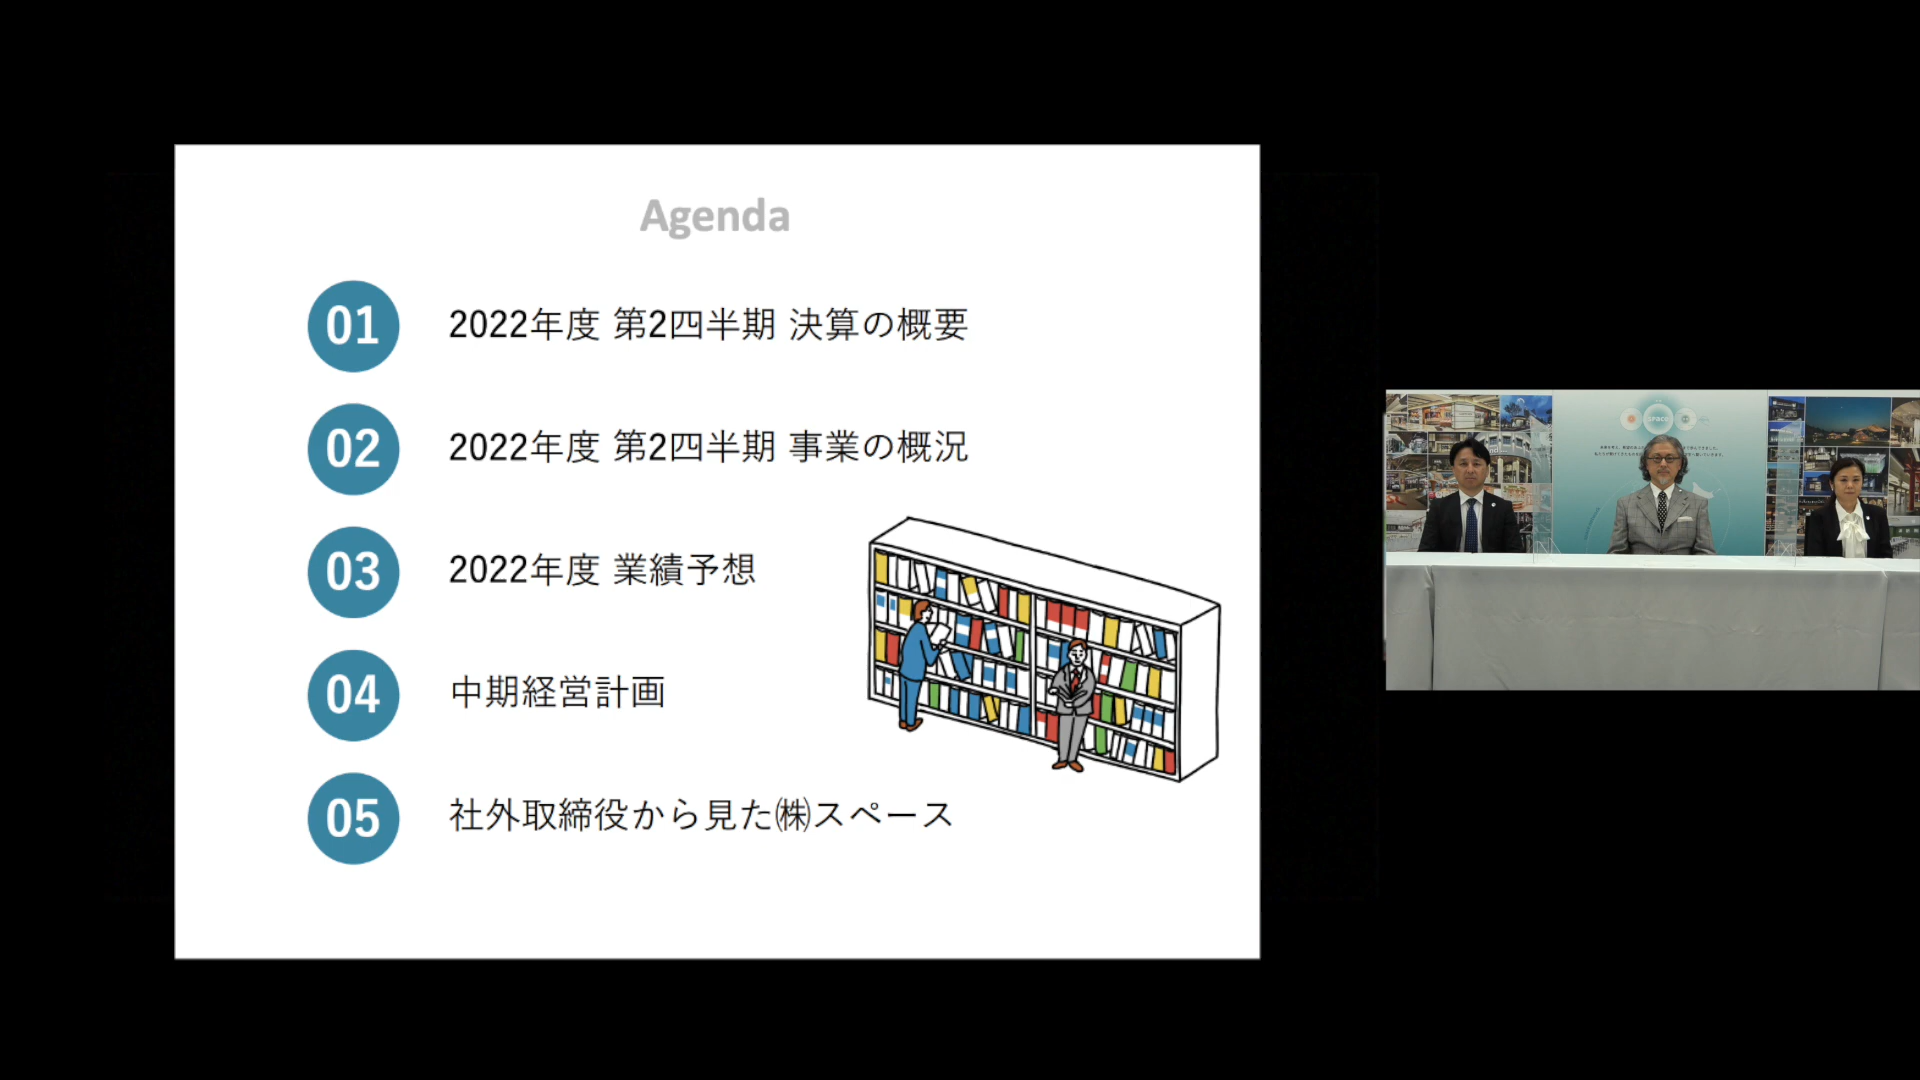 Agenda
01 2022年度 第2四半期 決算の概要
02 2022年度 第2四半期 事業の概況
03 2022年度 業績予想
04 中期経営計画
05 社外取締役から見た㈱スペース
SPACE